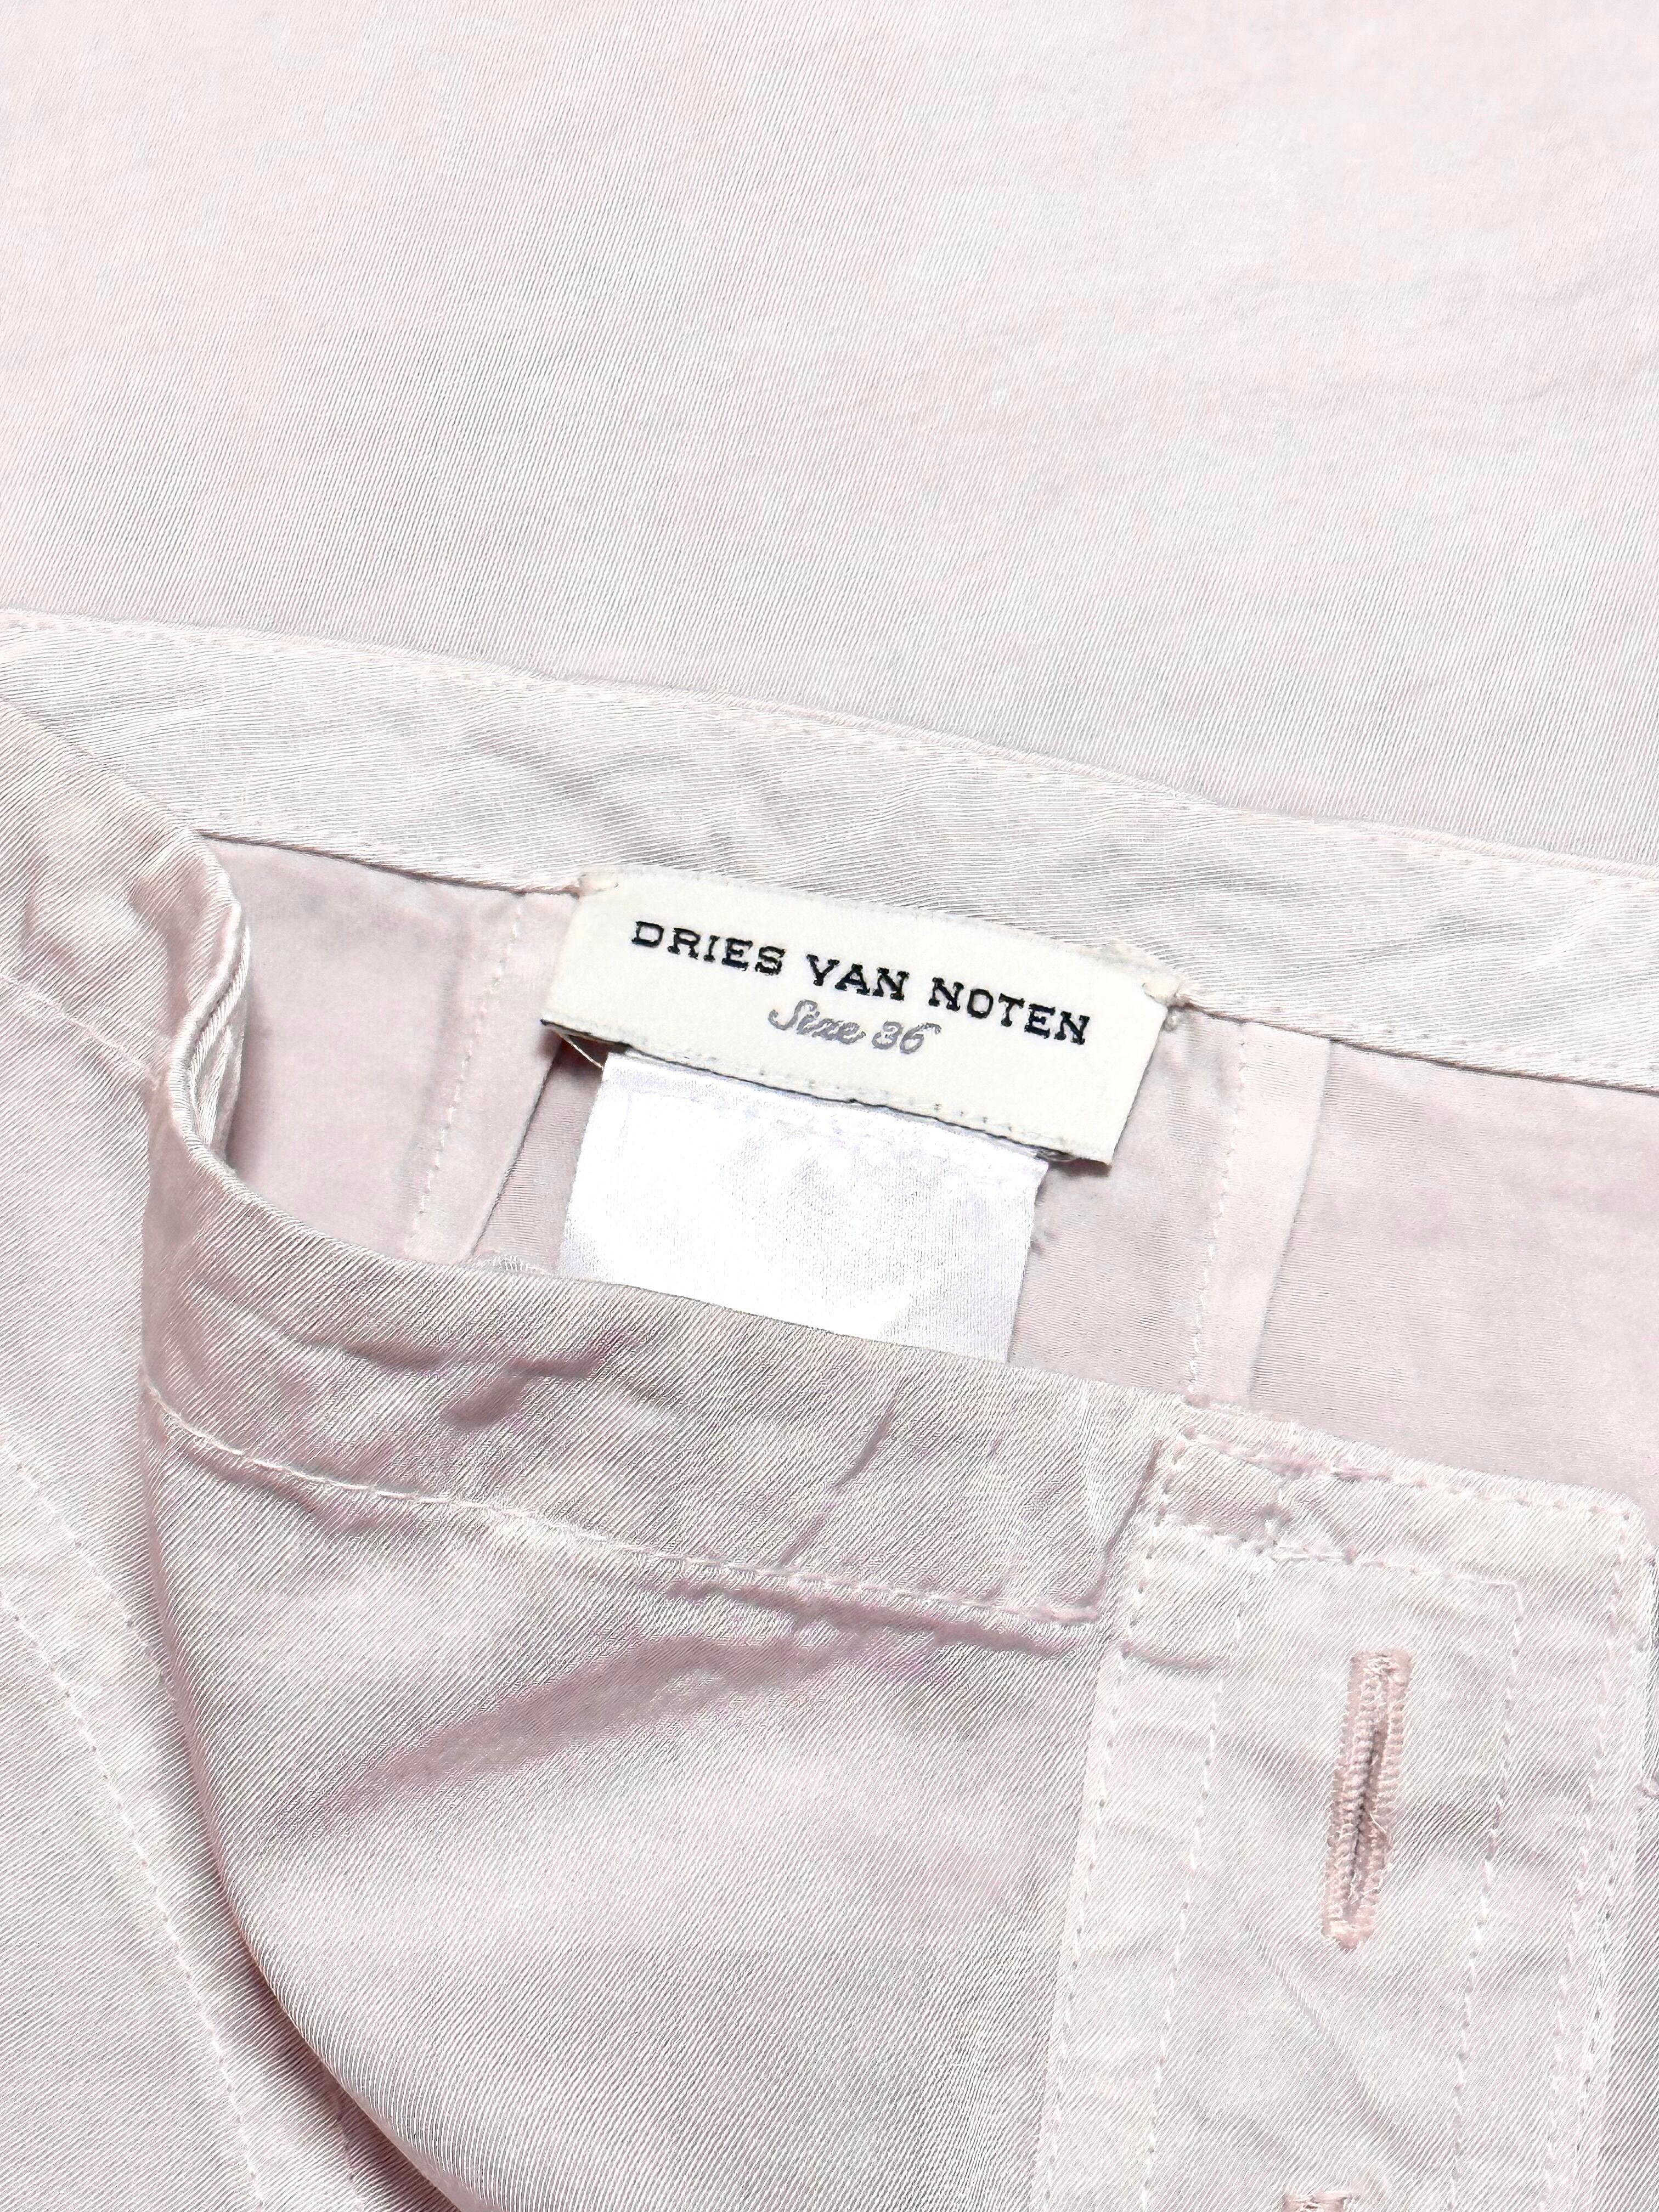 DRIES VAN NOTEN
Size 36